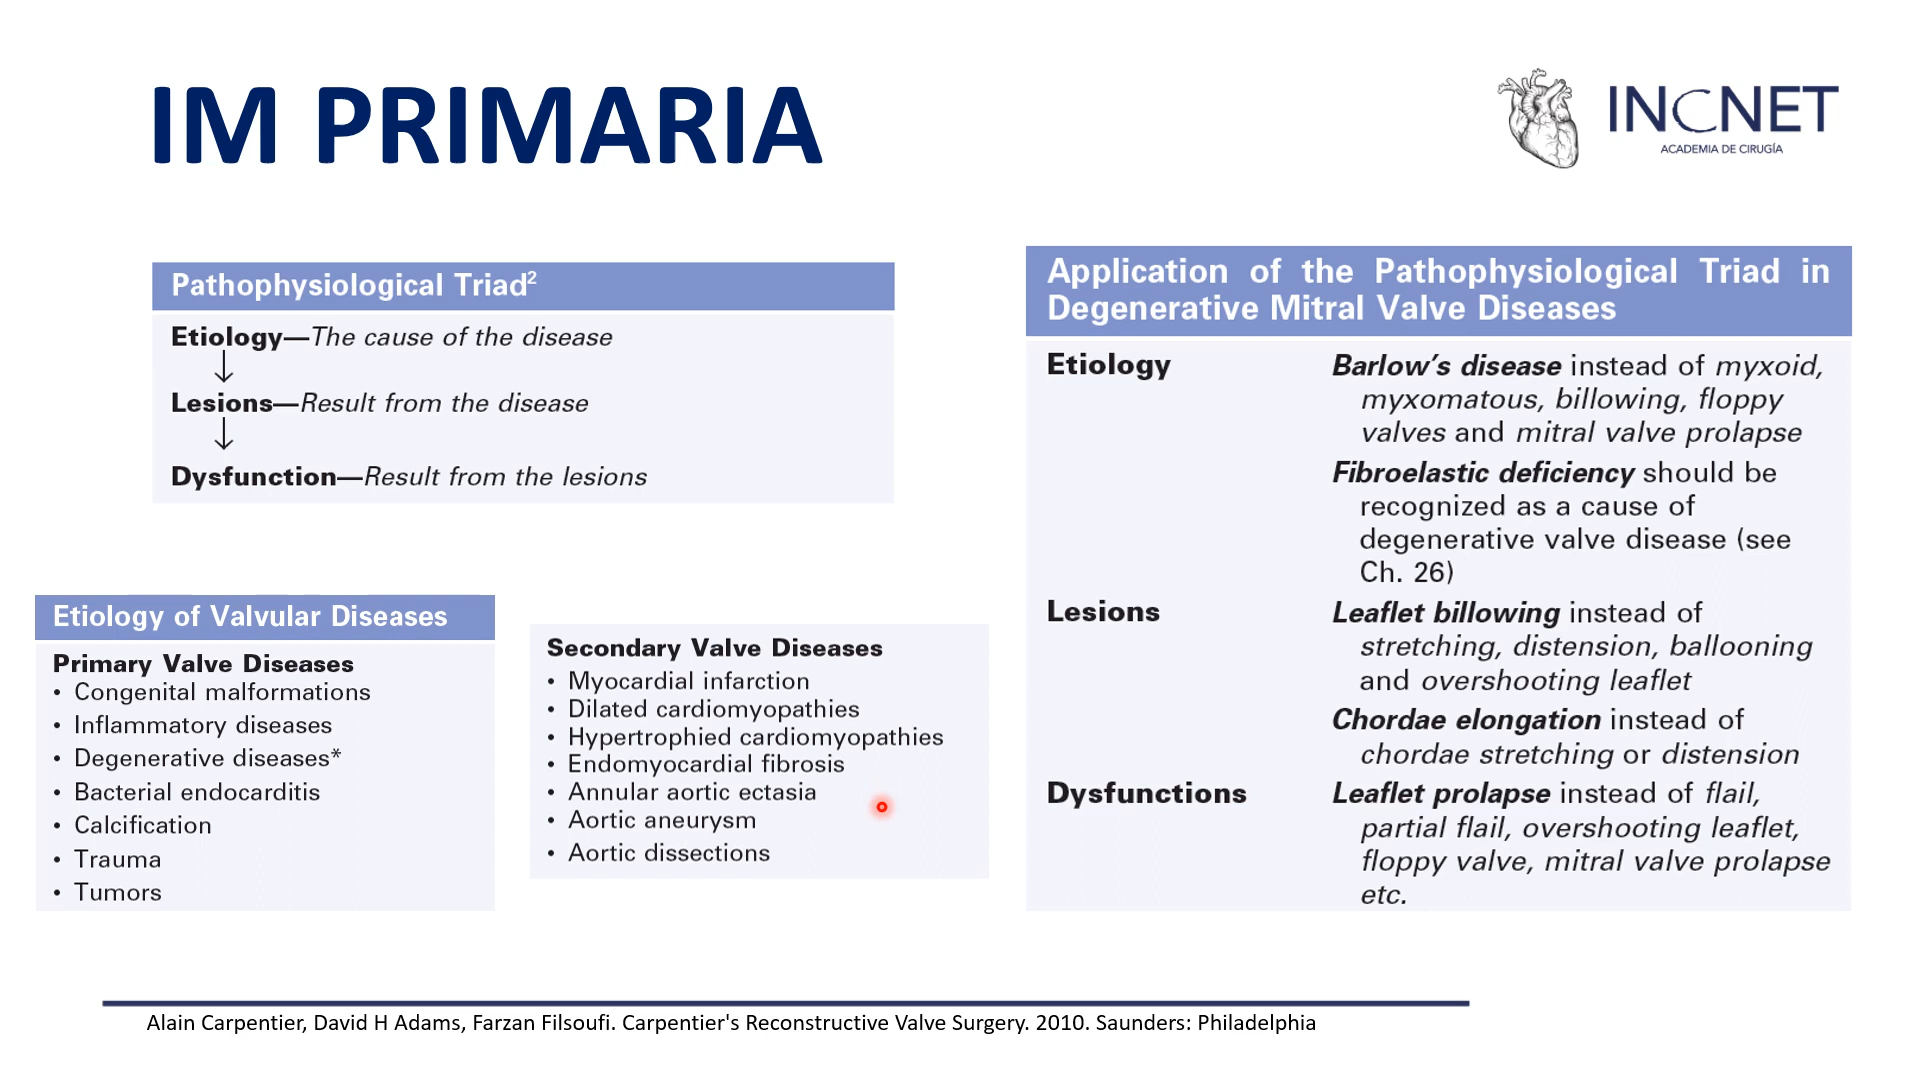 IM PRIMARIA
INCNET
ACADEMIA DE CIRUGÍA
Pathophysiological Triad²
Etiology—The cause of the disease
↓
Lesions—Result from the disease
↓
Dysfunction—Result from the lesions
Etiology of Valvular Diseases
Primary Valve Diseases
• Congenital malformations
• Inflammatory diseases
• Degenerative diseases*
• Bacterial endocarditis
• Calcification
• Trauma
• Tumors
Secondary Valve Diseases
• Myocardial infarction
• Dilated cardiomyopathies
• Hypertrophied cardiomyopathies
• Endomyocardial fibrosis
• Annular aortic ectasia
• Aortic aneurysm
• Aortic dissections
Application of the Pathophysiological Triad in
Degenerative Mitral Valve Diseases
Etiology Barlow's disease instead of myxoid,
myxomatous, billowing, floppy
valves and mitral valve prolapse
Fibroelastic deficiency should be
recognized as a cause of
degenerative valve disease (see
Ch. 26)
Lesions Leaflet billowing instead of
stretching, distension, ballooning
and overshooting leaflet
Chordae elongation instead of
chordae stretching or distension
Dysfunctions Leaflet prolapse instead of flail,
partial flail, overshooting leaflet,
floppy valve, mitral valve prolapse
etc.
Alain Carpentier, David H Adams, Farzan Filsoufi. Carpentier's Reconstructive Valve Surgery. 2010. Saunders: Philadelphia